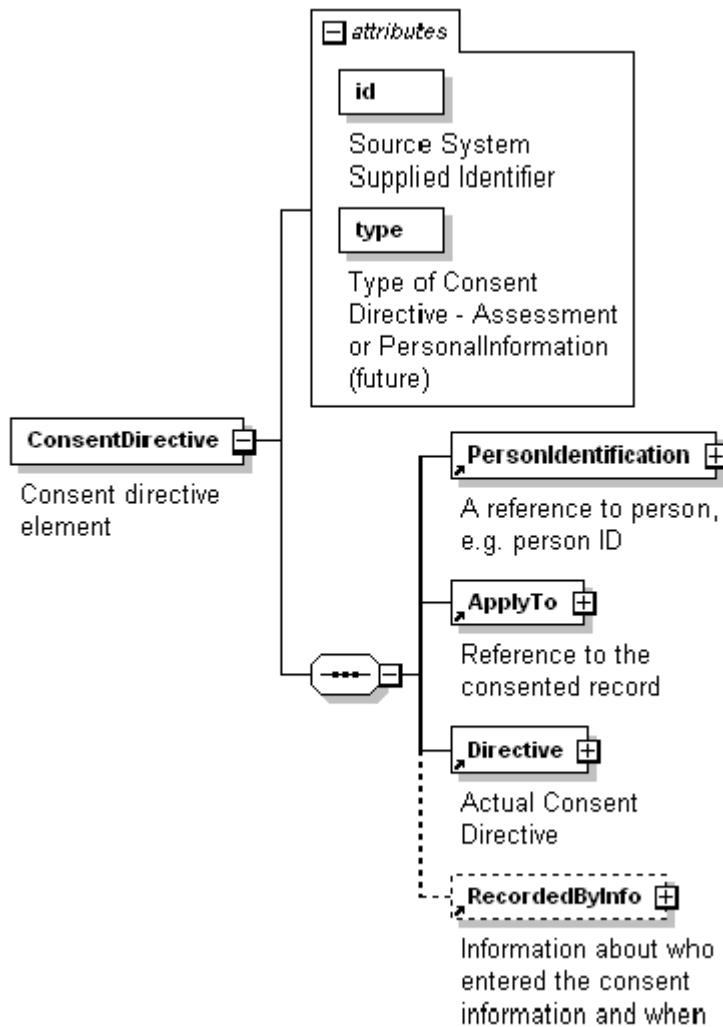 attributes
id
Source System
Supplied Identifier
type
Type of Consent
Directive - Assessment
or PersonalInformation
(future)
ConsentDirective
Consent directive
element
PersonIdentification
A reference to person,
e.g. person ID
ApplyTo
Reference to the
consented record
Directive
Actual Consent
Directive
RecordedByInfo
Information about who
entered the consent
information and when